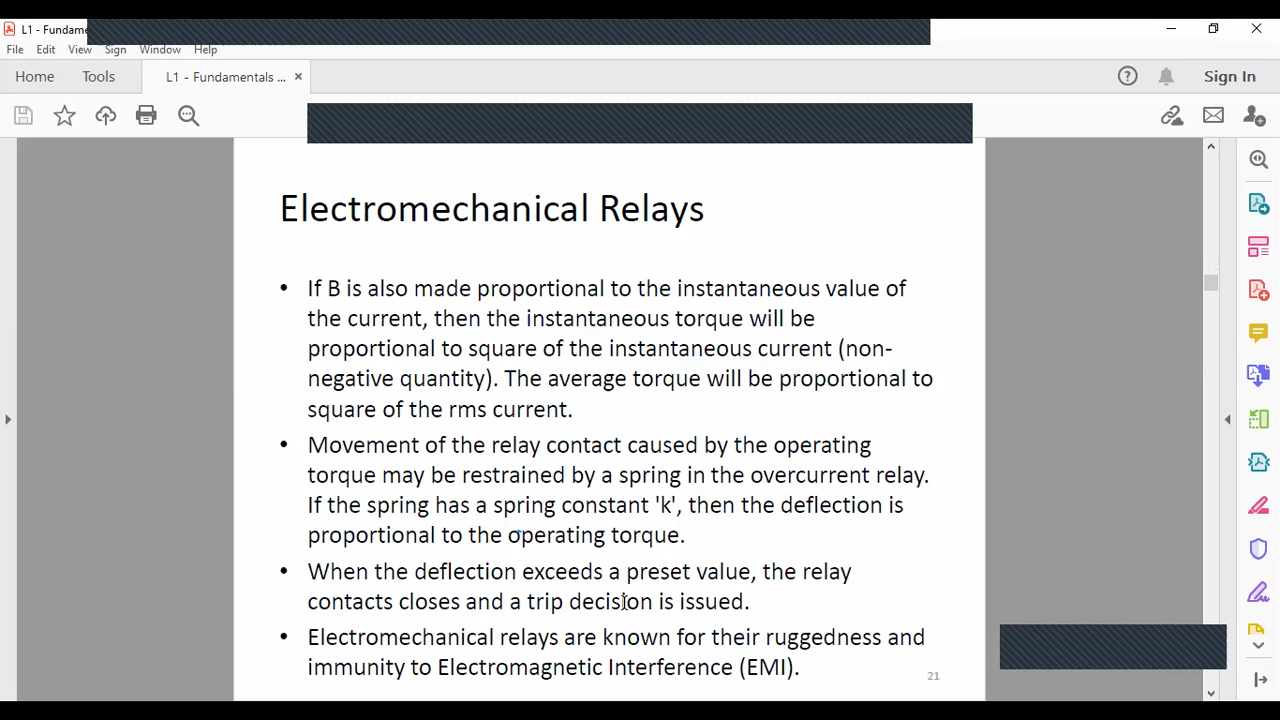 L1 - Fundame
File Edit View Sign Window Help
Home Tools L1 - Fundamentals ... × Sign In
Electromechanical Relays
• If B is also made proportional to the instantaneous value of
the current, then the instantaneous torque will be
proportional to square of the instantaneous current (non-
negative quantity). The average torque will be proportional to
square of the rms current.
• Movement of the relay contact caused by the operating
torque may be restrained by a spring in the overcurrent relay.
If the spring has a spring constant 'k', then the deflection is
proportional to the operating torque.
• When the deflection exceeds a preset value, the relay
contacts closes and a trip decision is issued.
• Electromechanical relays are known for their ruggedness and
immunity to Electromagnetic Interference (EMI).
21